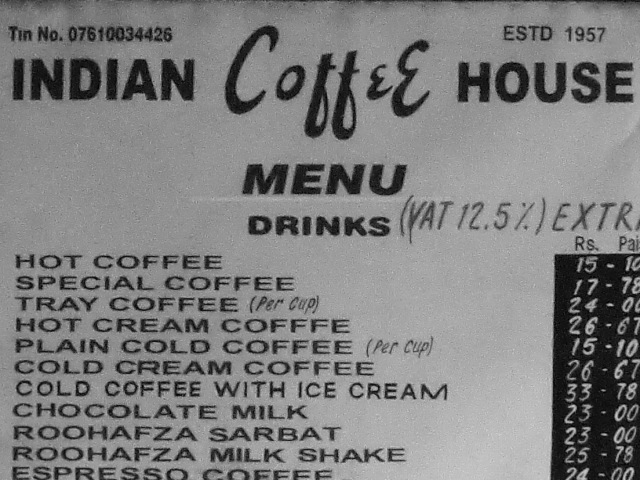 Tin No. 07610034426 ESTD 1957
INDIAN Coffee HOUSE
MENU
DRINKS (VAT 12.5%) EXTRA
Rs. Pai
HOT COFFEE 15 - 10
SPECIAL COFFEE 17 - 78
TRAY COFFEE (Per Cup) 24 - 00
HOT CREAM COFFFE 26 - 67
PLAIN COLD COFFEE (Per Cup) 15 - 10
COLD CREAM COFFEE 26 - 67
COLD COFFEE WITH ICE CREAM 33 - 78
CHOCOLATE MILK 23 - 00
ROOHAFZA SARBAT 23 - 00
ROOHAFZA MILK SHAKE 25 - 78
ESPRESSO COFFEE 24 - 00